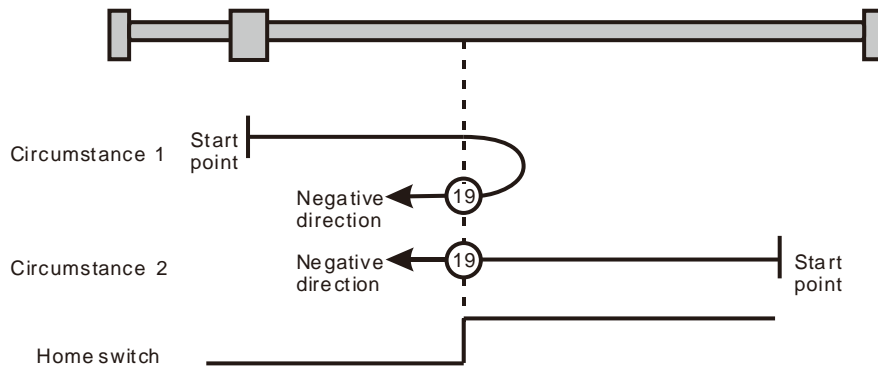 Circumstance 1
Start
point
Negative
direction
19
Circumstance 2
Negative
direction
19
Start
point
Home switch